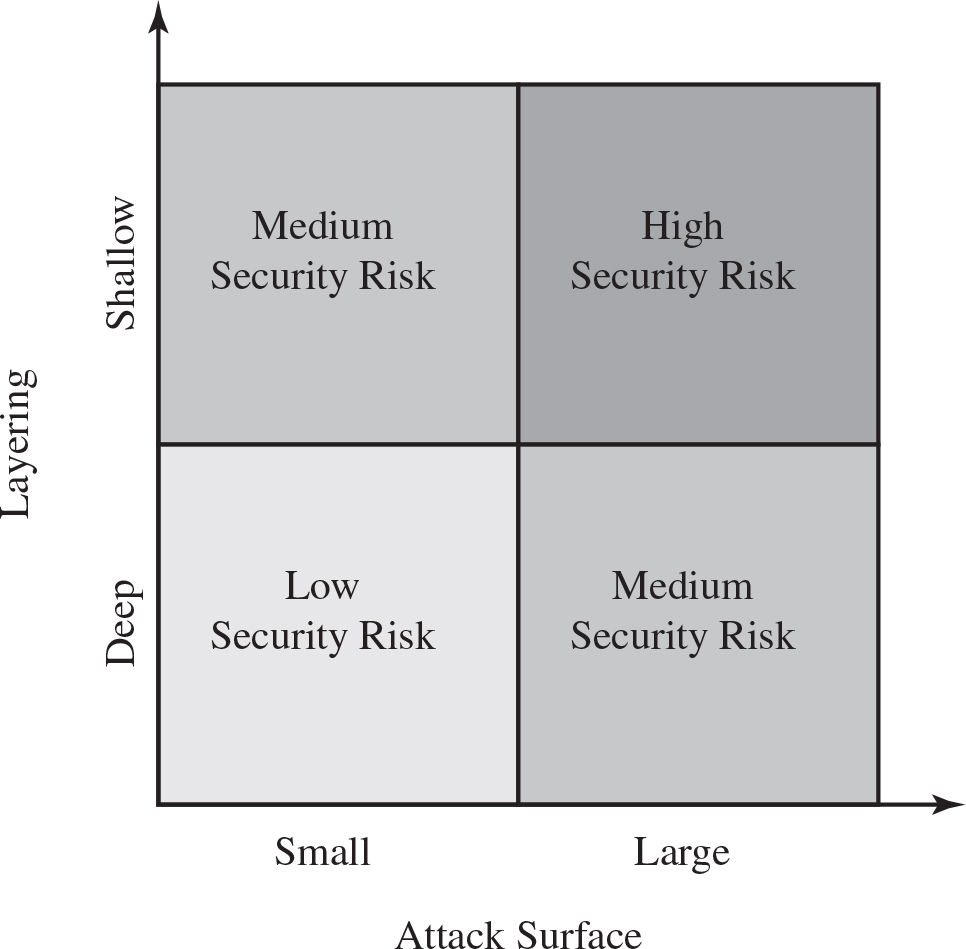 Layering
Shallow
Deep
Medium
Security Risk
High
Security Risk
Low
Security Risk
Medium
Security Risk
Small
Large
Attack Surface